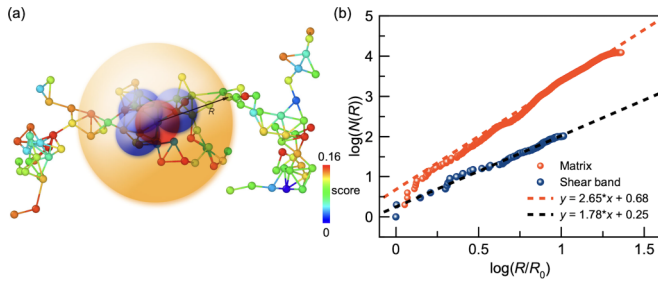 (a)
R
0.16
score
0
(b)
5
4
3
2
1
0
log(N(R))
0
0.5
1.0
1.5
log(R/R₀)
Matrix
Shear band
y = 2.65*x + 0.68
y = 1.78*x + 0.25